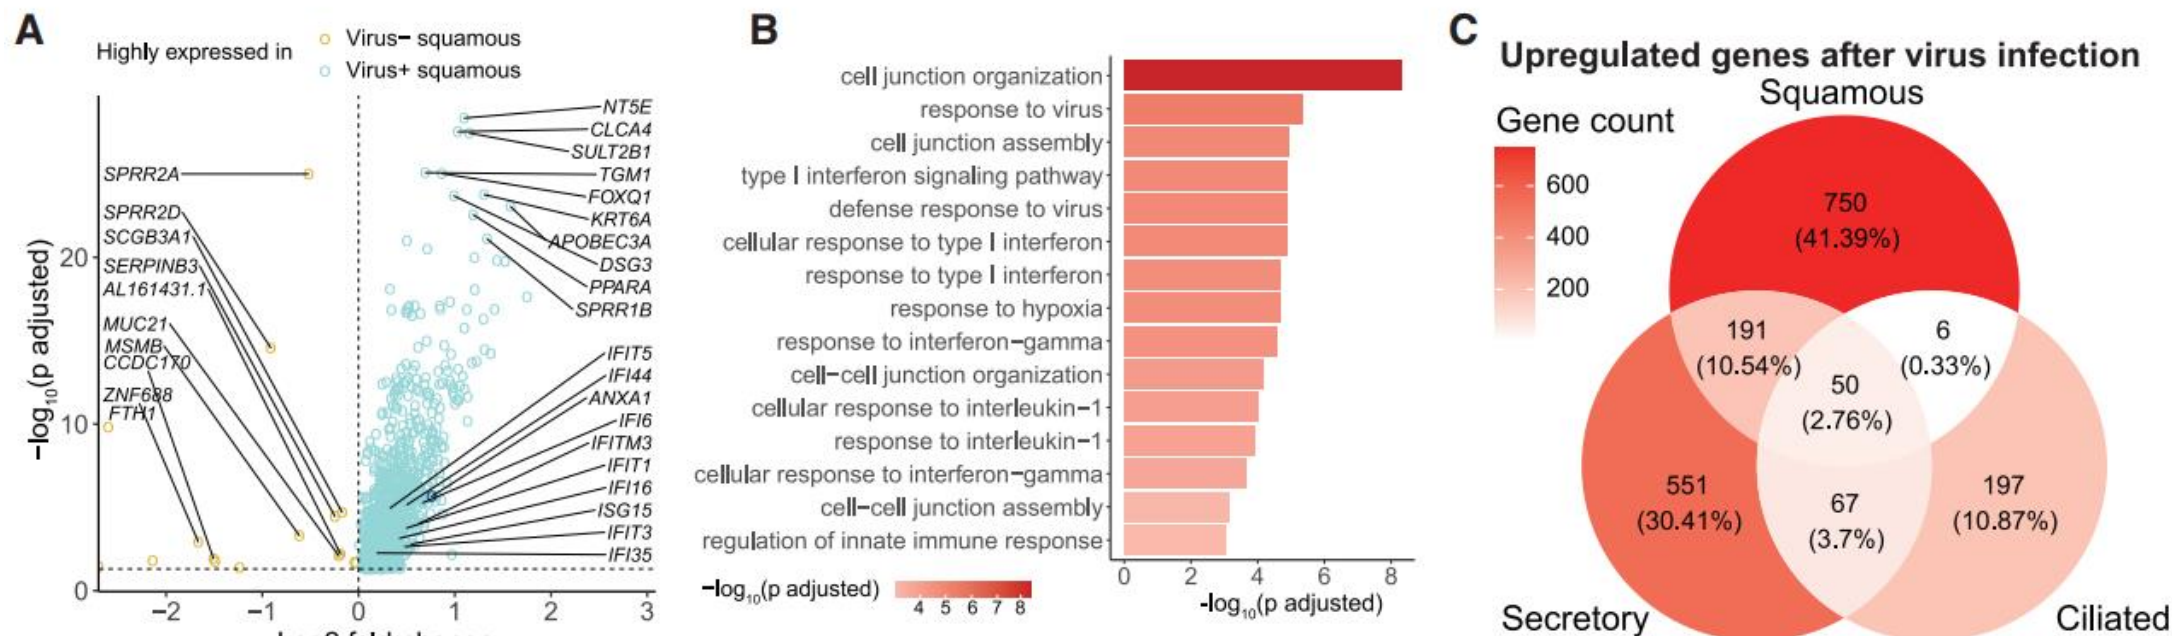 A
Highly expressed in
Virus− squamous
Virus+ squamous
−log10(p adjusted)
20
10
0
−2
−1
0
1
2
3
SPRR2A
SPRR2D
SCGB3A1
SERPINB3
AL161431.1
MUC21
MSMB
CCDC170
ZNF688
FTH1
NT5E
CLCA4
SULT2B1
TGM1
FOXQ1
KRT6A
APOBEC3A
DSG3
PPARA
SPRR1B
IFIT5
IFI44
ANXA1
IFI6
IFITM3
IFIT1
IFI16
ISG15
IFIT3
IFI35
B
cell junction organization
response to virus
cell junction assembly
type I interferon signaling pathway
defense response to virus
cellular response to type I interferon
response to type I interferon
response to hypoxia
response to interferon−gamma
cell−cell junction organization
cellular response to interleukin−1
response to interleukin−1
cellular response to interferon−gamma
cell−cell junction assembly
regulation of innate immune response
0 2 4 6 8
-log10(p adjusted)
−log10(p adjusted)
4 5 6 7 8
C
Upregulated genes after virus infection
Squamous
Gene count
600
400
200
750
(41.39%)
191
(10.54%)
6
(0.33%)
50
(2.76%)
551
(30.41%)
67
(3.7%)
197
(10.87%)
Secretory
Ciliated